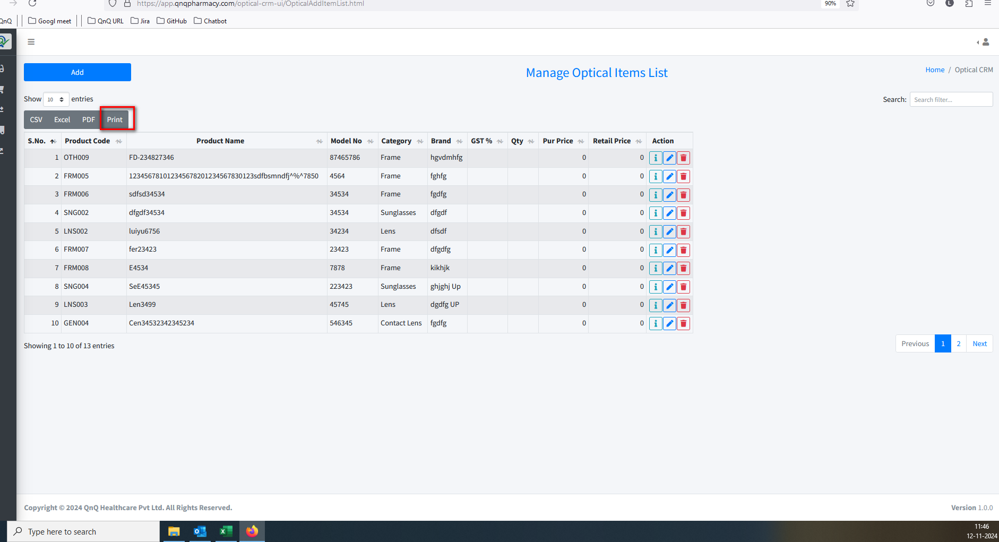 https://app.qnqpharmacy.com/optical-crm-ui/OpticalAddItemList.html 90% L
QnQ Googl meet QnQ URL Jira GitHub Chatbot
Add Manage Optical Items List Home / Optical CRM
Show 10 entries Search: Search filter...
CSV Excel PDF Print
S.No. Product Code Product Name Model No Category Brand GST % Qty Pur Price Retail Price Action
1 OTH009 FD-234827346 87465786 Frame hgvdmhfg 0 0
2 FRM005 12345678101234567820123456783​0123sdfbsmndfj^%^7850 4564 Frame fghfg 0 0
3 FRM006 sdfsd34534 34534 Frame fgdfg 0 0
4 SNG002 dfgdf34534 34534 Sunglasses dfgdf 0 0
5 LNS002 luiyu6756 34234 Lens dfsdf 0 0
6 FRM007 fer23423 23423 Frame dfgdfg 0 0
7 FRM008 E4534 7878 Frame kikhjk 0 0
8 SNG004 SeE45345 223423 Sunglasses ghjghj Up 0 0
9 LNS003 Len3499 45745 Lens dgdfg UP 0 0
10 GEN004 Cen34532342345234 546345 Contact Lens fgdfg 0 0
Showing 1 to 10 of 13 entries Previous 1 2 Next
Copyright © 2024 QnQ Healthcare Pvt Ltd. All Rights Reserved. Version 1.0.0
Type here to search
11:46
12-11-2024